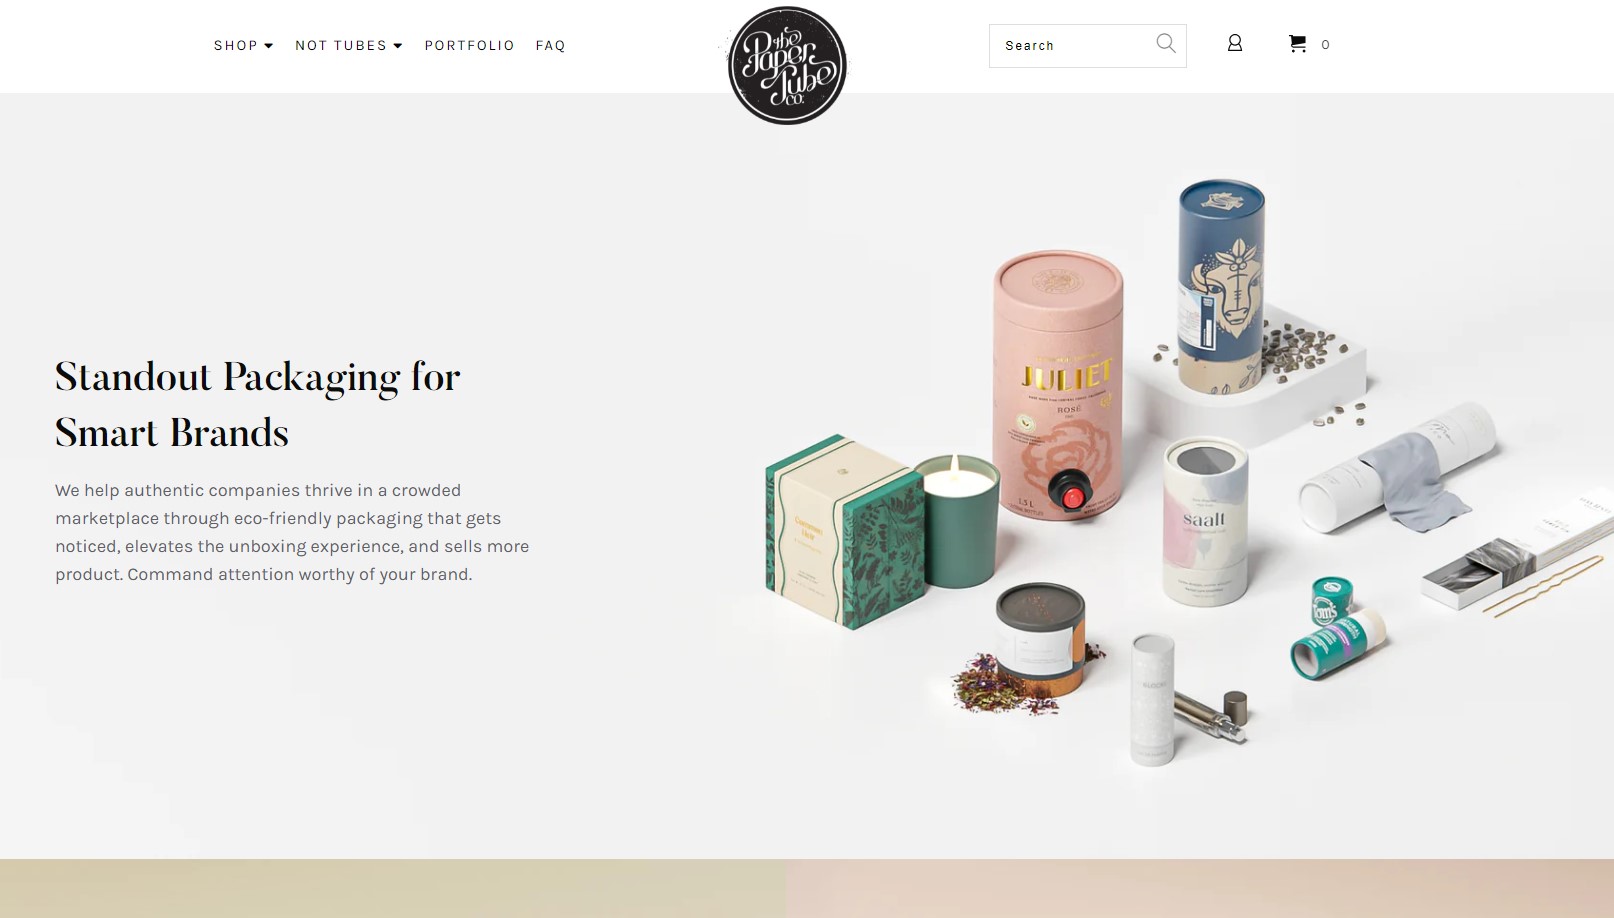 SHOP
NOT TUBES
PORTFOLIO
FAQ
the
Paper
Tube
CO.
Search
0
Standout Packaging for
Smart Brands
We help authentic companies thrive in a crowded
marketplace through eco-friendly packaging that gets
noticed, elevates the unboxing experience, and sells more
product. Command attention worthy of your brand.
JULIET
ROSÉ
1.5 L
saalt
Tom's